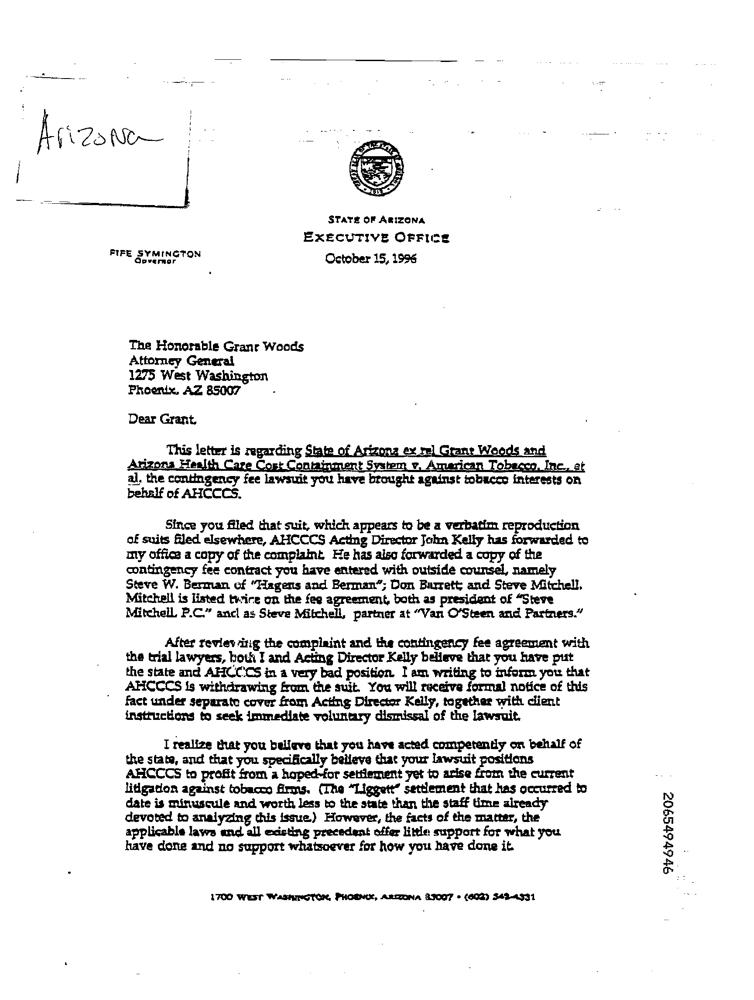 Arizona
STATE OF ARIZONA
EXECUTIVE OFFICE
FIFE SYMINGTON
Governor
October 15, 1996
The Honorable Grant Woods
Attorney General
1275 West Washington
Phoenix, AZ 85007
Dear Grant,
This letter is regarding State of Arizona ex rel Grant Woods and
Arizona Health Care Cost Containment System v. American Tobacco, Inc., et
al, the contingency fee lawsuit you have brought against tobacco interests on
behalf of AHCCCS.
Since you filed that suit, which appears to be a verbatim reproduction
of suits filed elsewhere, AHCCCS Acting Director John Kelly has forwarded to
my office a copy of the complaint. He has also forwarded a copy of the
contingency fee contract you have entered with outside counsel, namely
Steve W. Berman of "Hagens and Berman"; Don Barrett; and Steve Mitchell.
Mitchell is listed twice on the fee agreement, both as president of "Steve
Mitchell, P.C." and as Steve Mitchell, partner at "Van O'Steen and Partners."
After reviewing the complaint and the contingency fee agreement with
the trial lawyers, both I and Acting Director Kelly believe that you have put
the state and AHCCCS in a very bad position. I am writing to inform you that
AHCCCS is withdrawing from the suit. You will receive formal notice of this
fact under separate cover from Acting Director Kelly, together with client
instructions to seek immediate voluntary dismissal of the lawsuit.
I realize that you believe that you have acted competently on behalf of
the state, and that you specifically believe that your lawsuit positions
AHCCCS to profit from a hoped-for settlement yet to arise from the current
litigation against tobacco firms. (The "Liggett" settlement that has occurred to
date is minuscule and worth less to the state than the staff time already
devoted to analyzing this issue.) However, the facts of the matter, the
applicable laws and all existing precedent offer little support for what you
have done and no support whatsoever for how you have done it.
2065494946
1700 WEST WASHINGTON, PHOENIX, ARIZONA 85007 • (602) 542-4331